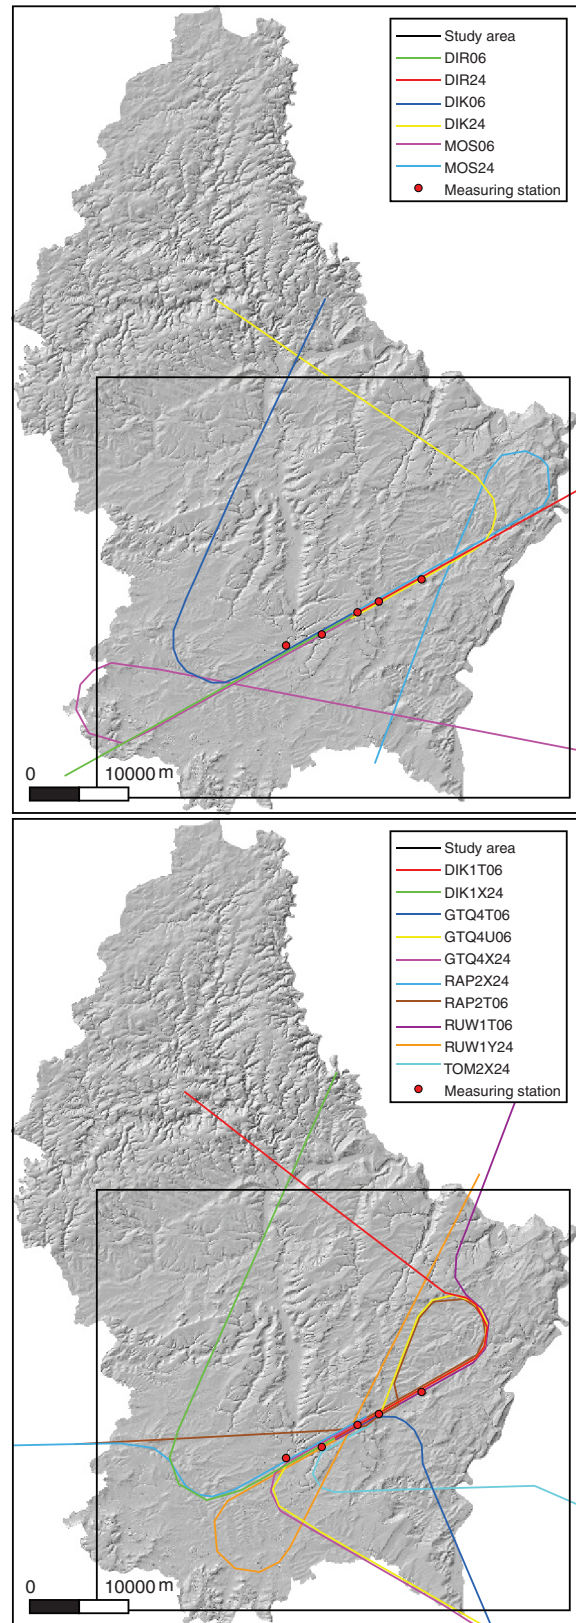 Study area
DIR06
DIR24
DIK06
DIK24
MOS06
MOS24
Measuring station
0 10000 m
Study area
DIK1T06
DIK1X24
GTQ4T06
GTQ4U06
GTQ4X24
RAP2X24
RAP2T06
RUW1T06
RUW1Y24
TOM2X24
Measuring station
0 10000 m